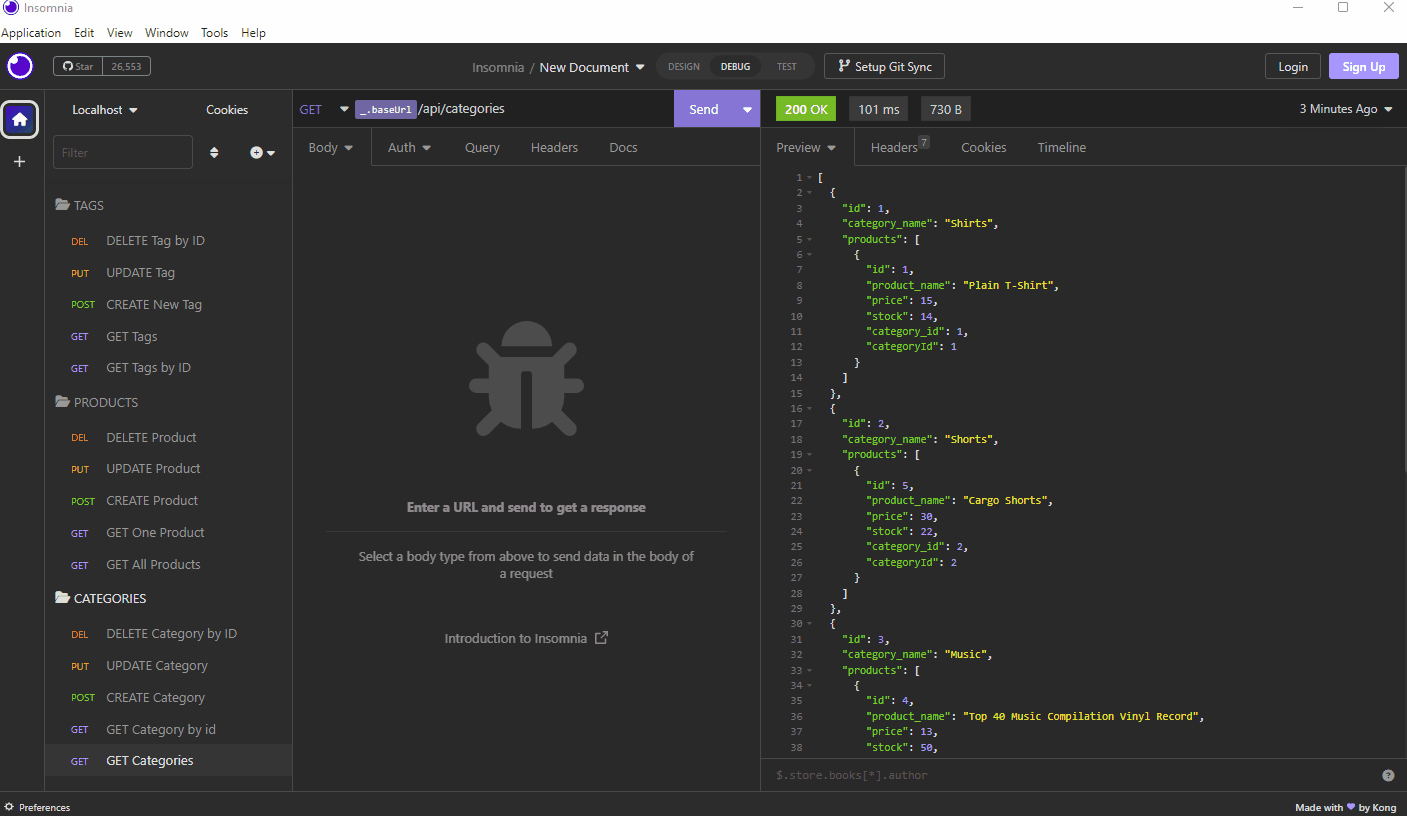 Insomnia
Application Edit View Window Tools Help
Star 26,553
Insomnia / New Document
DESIGN DEBUG TEST
Setup Git Sync
Login
Sign Up
Localhost
Cookies
Filter
TAGS
DEL DELETE Tag by ID
PUT UPDATE Tag
POST CREATE New Tag
GET GET Tags
GET GET Tags by ID
PRODUCTS
DEL DELETE Product
PUT UPDATE Product
POST CREATE Product
GET GET One Product
GET GET All Products
CATEGORIES
DEL DELETE Category by ID
PUT UPDATE Category
POST CREATE Category
GET GET Category by id
GET GET Categories
GET _.baseUrl /api/categories
Send
Body Auth Query Headers Docs
Enter a URL and send to get a response
Select a body type from above to send data in the body of
a request
Introduction to Insomnia
200 OK 101 ms 730 B 3 Minutes Ago
Preview Headers 7 Cookies Timeline
1 [
2 {
3 "id": 1,
4 "category_name": "Shirts",
5 "products": [
6 {
7 "id": 1,
8 "product_name": "Plain T-Shirt",
9 "price": 15,
10 "stock": 14,
11 "category_id": 1,
12 "categoryId": 1
13 }
14 ]
15 },
16 {
17 "id": 2,
18 "category_name": "Shorts",
19 "products": [
20 {
21 "id": 5,
22 "product_name": "Cargo Shorts",
23 "price": 30,
24 "stock": 22,
25 "category_id": 2,
26 "categoryId": 2
27 }
28 ]
29 },
30 {
31 "id": 3,
32 "category_name": "Music",
33 "products": [
34 {
35 "id": 4,
36 "product_name": "Top 40 Music Compilation Vinyl Record",
37 "price": 13,
38 "stock": 50,
$.store.books[*].author
?
Preferences
Made with by Kong